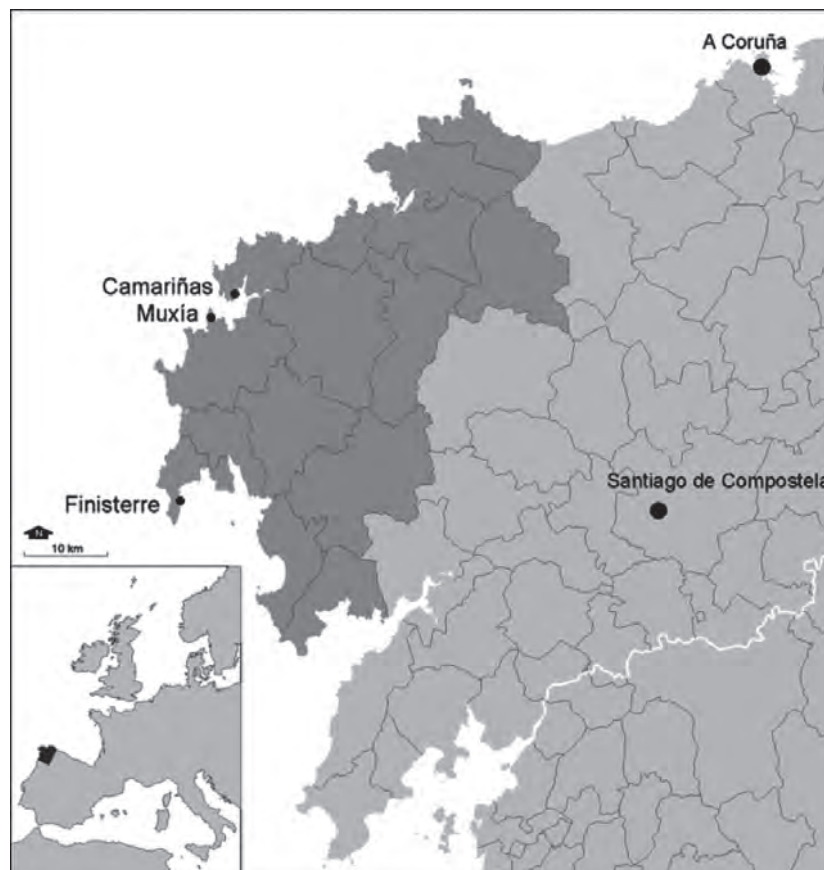 A Coruña
Camariñas
Muxía
Santiago de Compostela
Finisterre
N
10 km